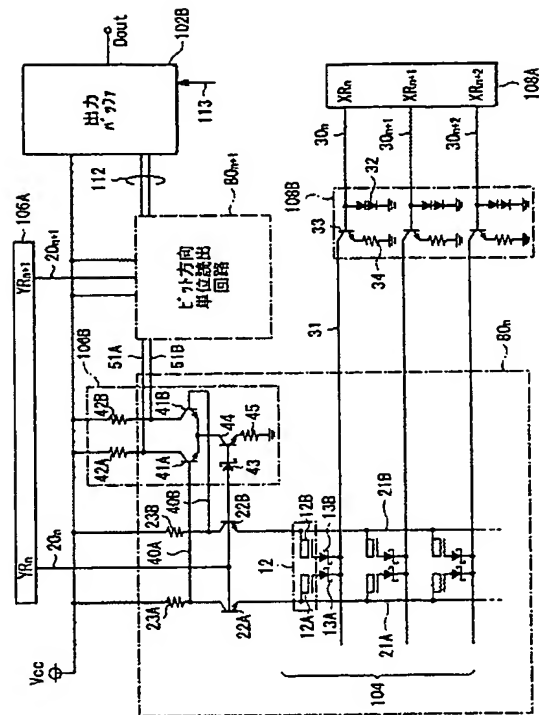 106A
YRn
YRn+1
Vcc
20n
20n+1
106B
42A
42B
41A
41B
51A
51B
23A
23B
40A
40B
44
43
45
22A
22B
出力
バッファ
102B
Dout
113
112
80n+1
ビット方向
単位読出
回路
12
12A
12B
13A
13B
21A
21B
104
80n
31
33
34
108B
32
30n
30n+1
30n+2
XRn
XRn+1
XRn+2
108A